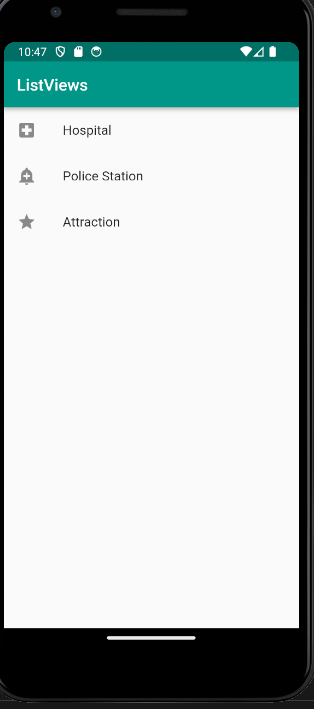 10:47
ListViews
Hospital
Police Station
Attraction